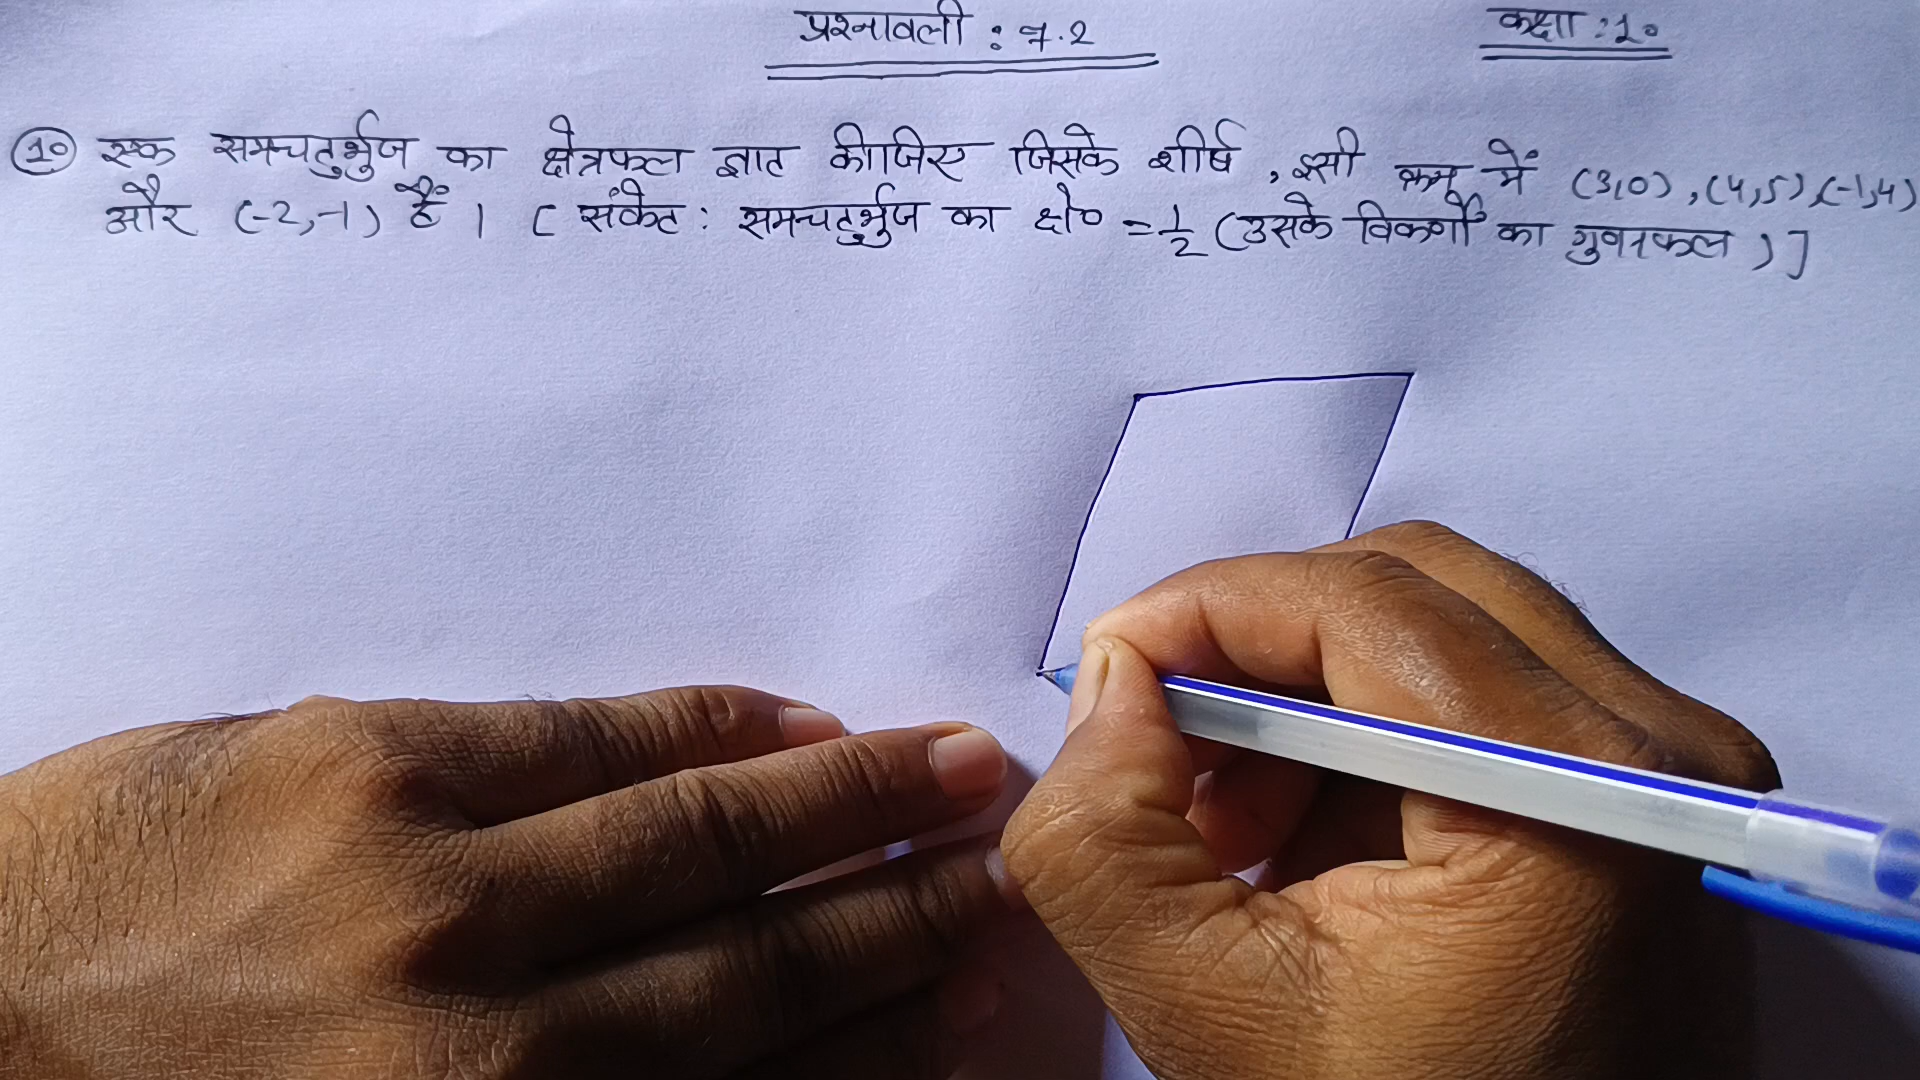 प्रश्नावली : 7.2
कक्षा : 10
10 एक समचतुर्भुज का क्षेत्रफल ज्ञात कीजिए जिसके शीर्ष , इसी क्रम में (3,0) , (4,5) , (-1,4)
और (-2,-1) हैं । [ संकेत : समचतुर्भुज का क्षे० = 1/2 (उसके विकर्णों का गुणनफल ) ]